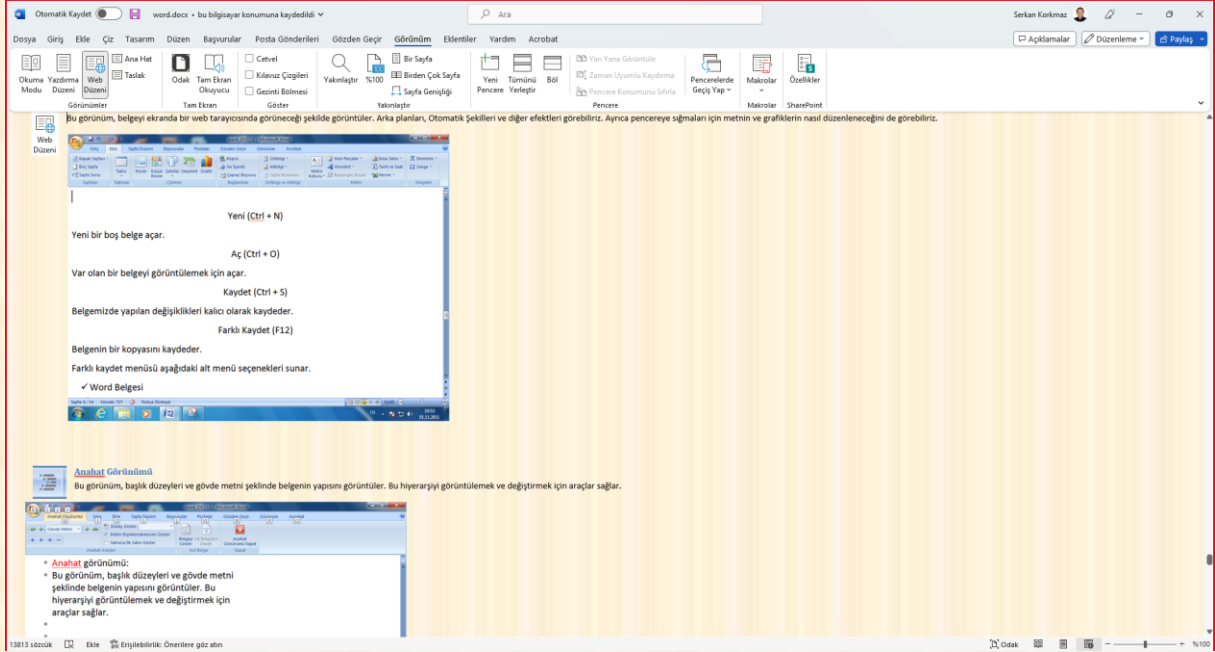 Otomatik Kaydet
word.docx • bu bilgisayar konumuna kaydedildi
Ara
Serkan Korkmaz
Dosya Giriş Ekle Çiz Tasarım Düzen Başvurular Posta Gönderileri Gözden Geçir Görünüm Eklentiler Yardım Acrobat
Açıklamalar Düzenleme Paylaş
Okuma Modu
Yazdırma Düzeni
Web Düzeni
Ana Hat
Taslak
Görünümler
Odak
Tam Ekran Okuyucu
Tam Ekran
Cetvel
Kılavuz Çizgileri
Gezinti Bölmesi
Göster
Yakınlaştır
%100
Bir Sayfa
Birden Çok Sayfa
Sayfa Genişliği
Yakınlaştır
Yeni Pencere
Tümünü Yerleştir
Böl
Yan Yana Görüntüle
Zaman Uyumlu Kaydırma
Pencere Konumunu Sıfırla
Pencerelerde Geçiş Yap
Pencere
Makrolar
Makrolar
Özellikler
SharePoint
Web
Düzeni
Bu görünüm, belgeyi ekranda bir web tarayıcısında görüneceği şekilde görüntüler. Arka planları, Otomatik Şekilleri ve diğer efektleri görebiliriz. Ayrıca pencereye sığmaları için metnin ve grafiklerin nasıl düzenleneceğini de görebiliriz.
Yeni (Ctrl + N)
Yeni bir boş belge açar.
Aç (Ctrl + O)
Var olan bir belgeyi görüntülemek için açar.
Kaydet (Ctrl + S)
Belgemizde yapılan değişiklikleri kalıcı olarak kaydeder.
Farklı Kaydet (F12)
Belgenin bir kopyasını kaydeder.
Farklı kaydet menüsü aşağıdaki alt menü seçenekleri sunar.
✓ Word Belgesi
Anahat Görünümü
Bu görünüm, başlık düzeyleri ve gövde metni şeklinde belgenin yapısını görüntüler. Bu hiyerarşiyi görüntülemek ve değiştirmek için araçlar sağlar.
Anahat görünümü:
Bu görünüm, başlık düzeyleri ve gövde metni
şeklinde belgenin yapısını görüntüler. Bu
hiyerarşiyi görüntülemek ve değiştirmek için
araçlar sağlar.
13813 sözcük Ekle Erişilebilirlik: Önerilere göz atın
Odak
%100